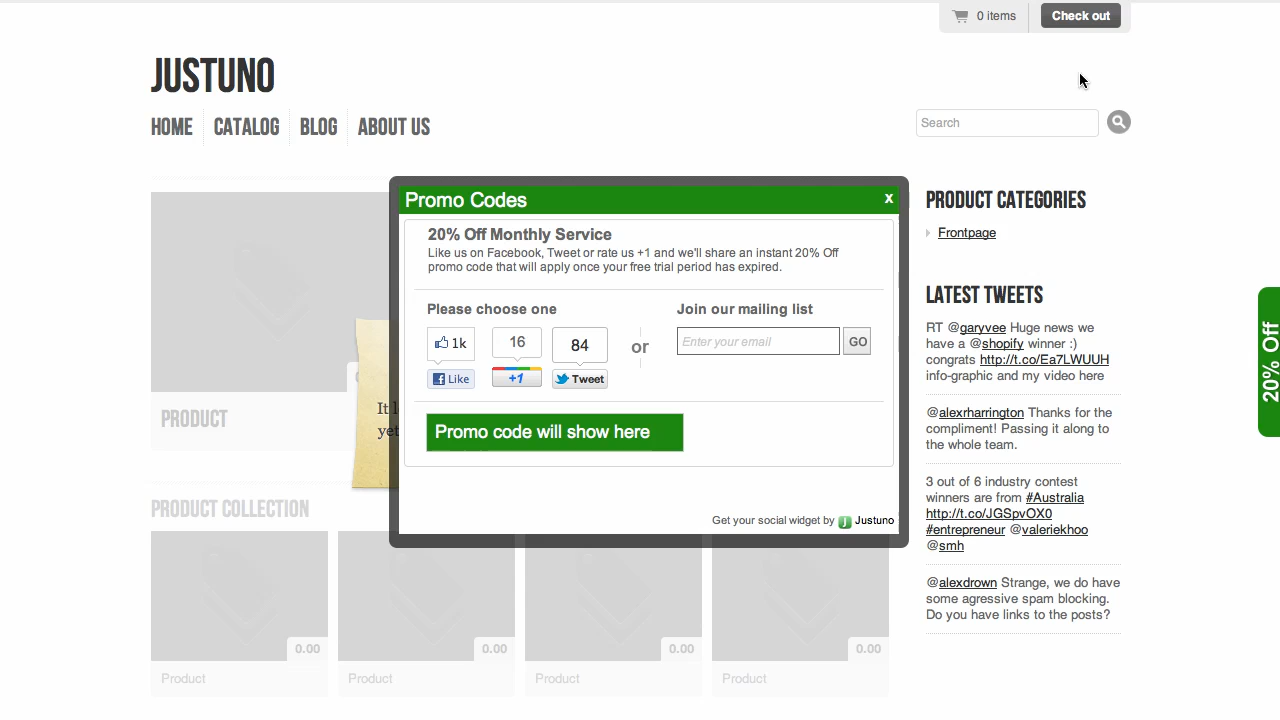 0 items
Check out
JUSTUNO
HOME
CATALOG
BLOG
ABOUT US
Search
Promo Codes
x
20% Off Monthly Service
Like us on Facebook, Tweet or rate us +1 and we'll share an instant 20% Off
promo code that will apply once your free trial period has expired.
Please choose one
1k
16
84
Like
+1
Tweet
or
Join our mailing list
Enter your email
GO
Promo code will show here
Get your social widget by Justuno
PRODUCT
It
yet
PRODUCT COLLECTION
0.00
0.00
0.00
0.00
Product
Product
Product
Product
PRODUCT CATEGORIES
Frontpage
LATEST TWEETS
RT @garyvee Huge news we
have a @shopify winner :)
congrats http://t.co/Ea7LWUUH
info-graphic and my video here
@alexrharrington Thanks for the
compliment! Passing it along to
the whole team.
3 out of 6 industry contest
winners are from #Australia
http://t.co/JGSpvOX0
#entrepreneur @valeriekhoo
@smh
@alexdrown Strange, we do have
some agressive spam blocking.
Do you have links to the posts?
20% Off